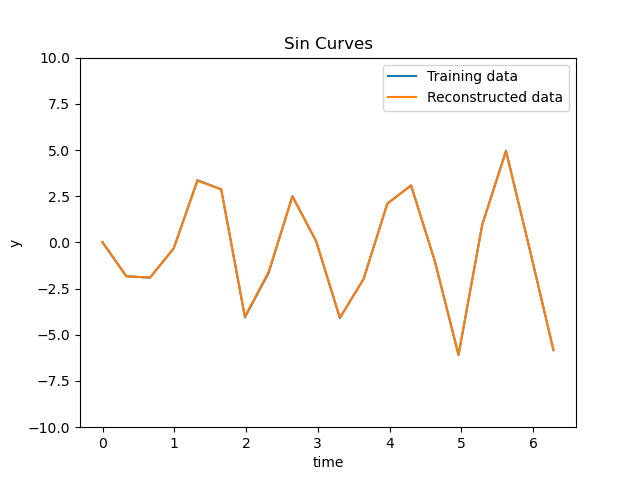 Sin Curves
Training data
Reconstructed data
10.0
7.5
5.0
2.5
0.0
−2.5
−5.0
−7.5
−10.0
y
0 1 2 3 4 5 6
time